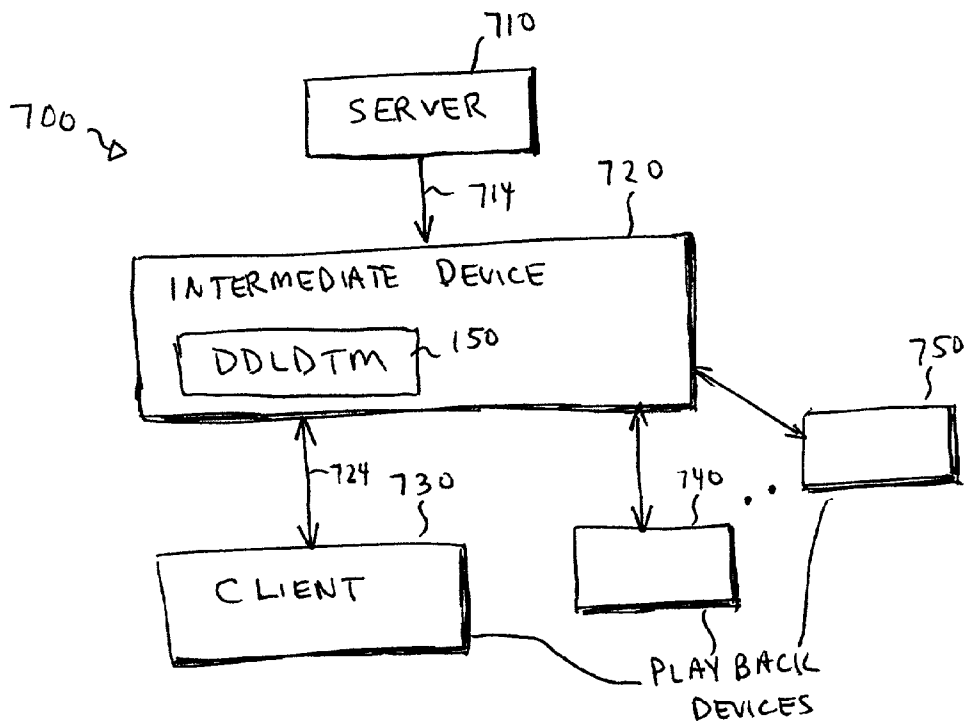 710
SERVER
700
714
720
INTERMEDIATE DEVICE
DDLDTM
150
750
724
730
740
CLIENT
PLAYBACK
DEVICES